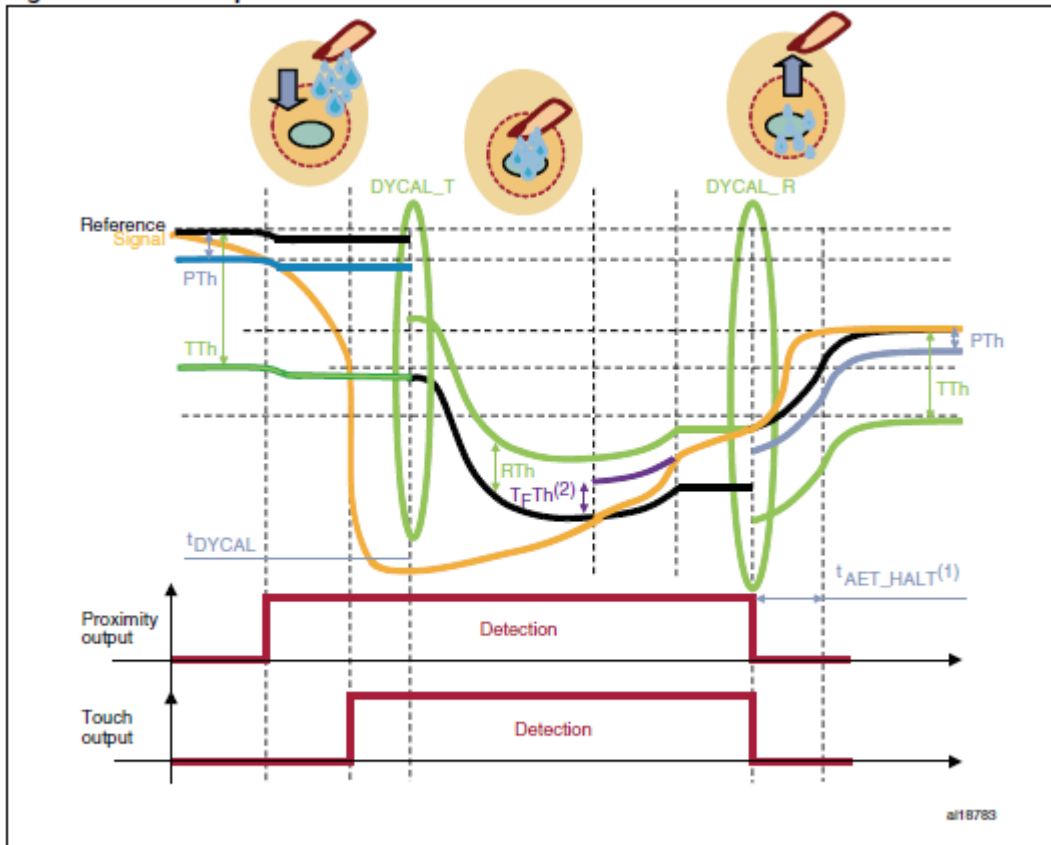 DYCAL_T
DYCAL_R
Reference
Signal
PTh
TTh
PTh
TTh
RTh
TFTh(2)
tDYCAL
tAET_HALT(1)
Proximity
output
Detection
Touch
output
Detection
ai18783